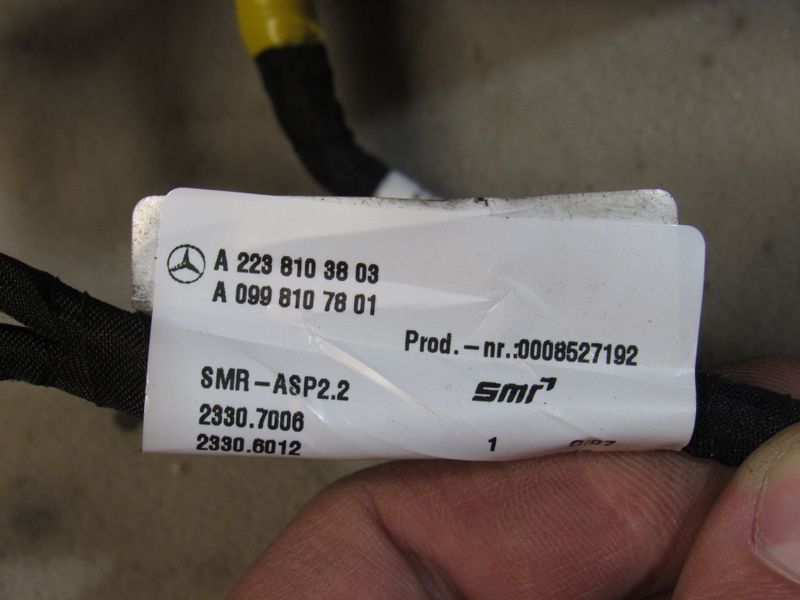 A 223 810 38 03
A 099 810 78 01
Prod.-nr.:0008527192
SMR-ASP2.2
smr
2330.7006
2330.6012 1